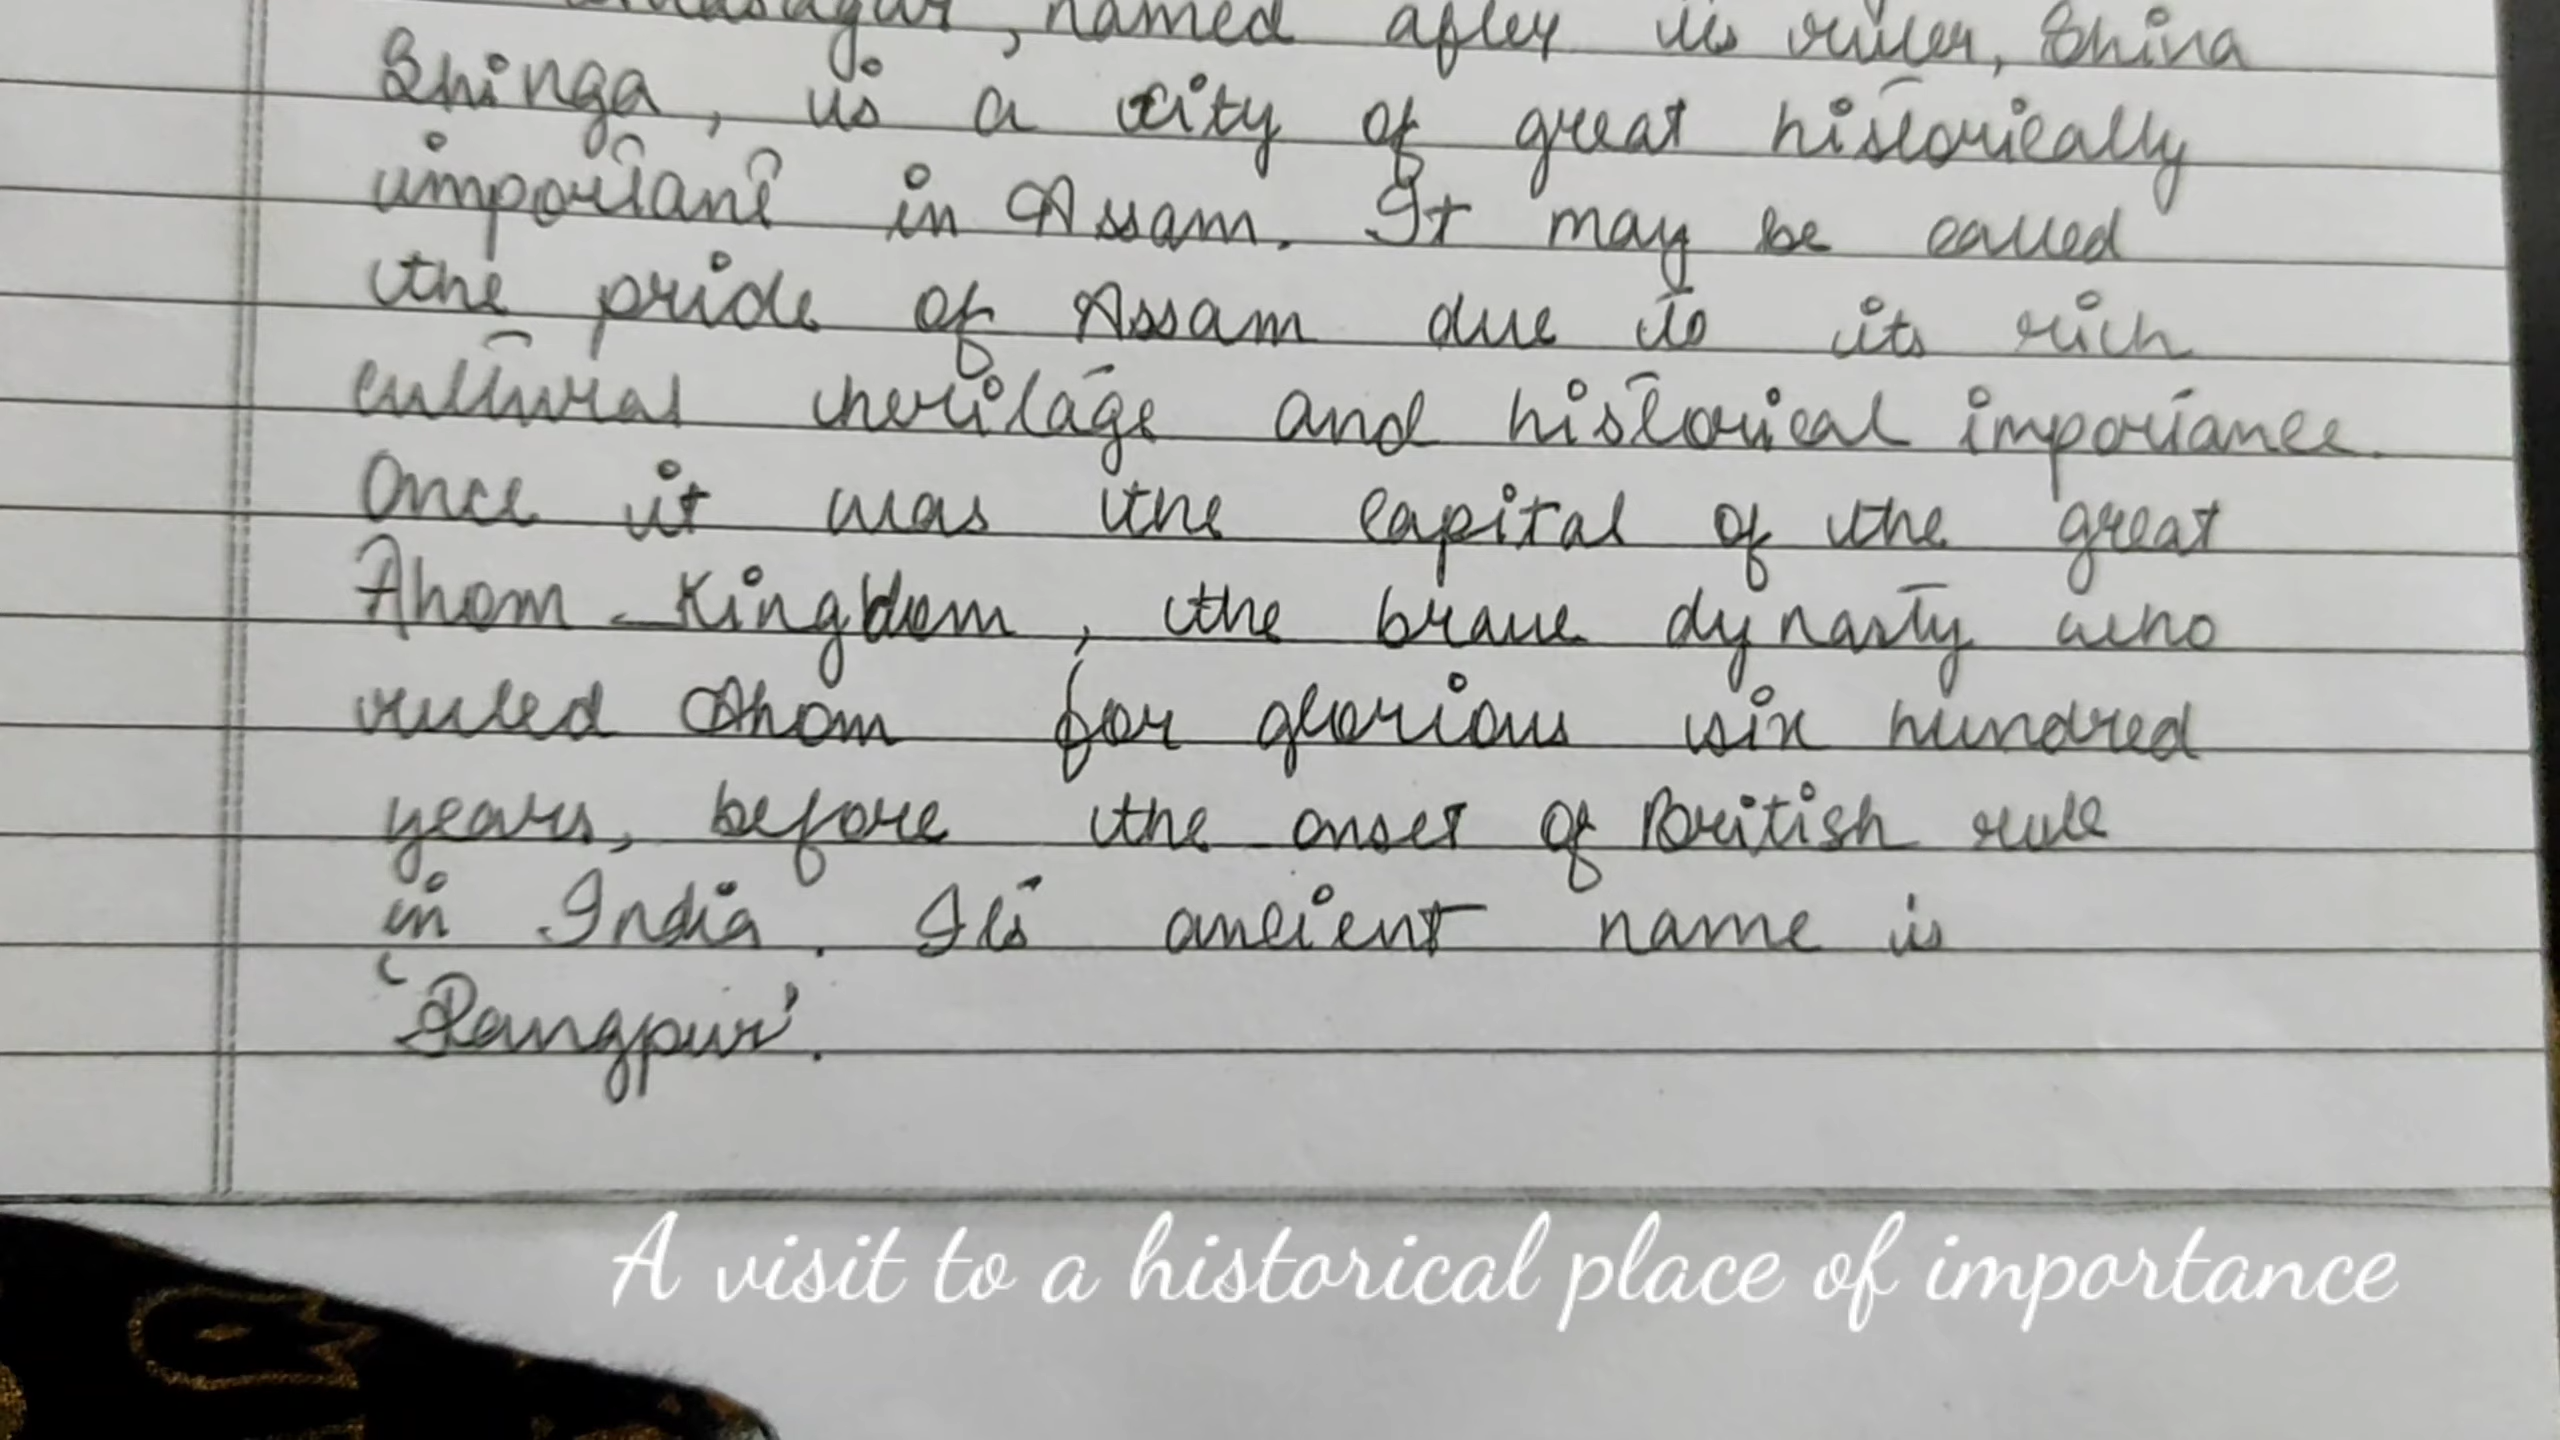 , named after its ruler, Shiva
Shinga, is a city of great historically
important in Assam. It may be called
the pride of Assam due to its rich
cultural heritage and historical importance.
Once it was the capital of the great
Ahom - Kingdom, the brave dynasty who
ruled Ahom for glorious six hundred
years, before the onset of British rule
in India. Its ancient name is
'Rangpur'.
A visit to a historical place of importance